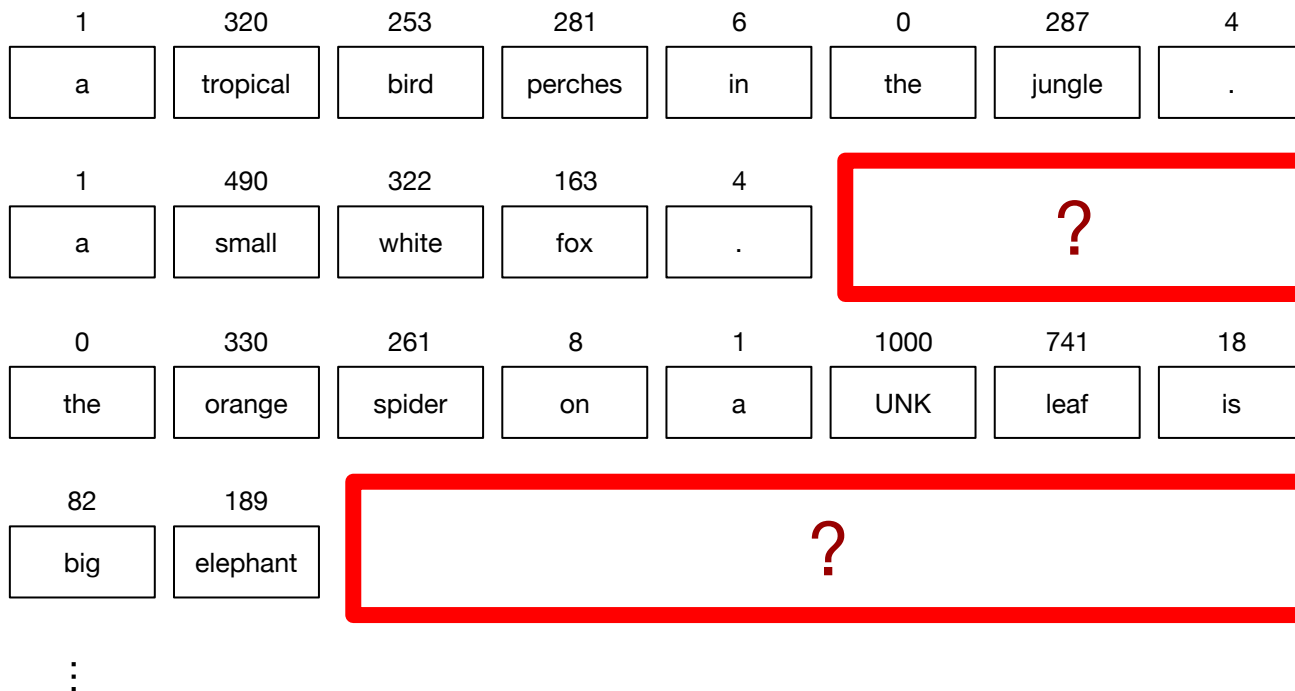 1 320 253 281 6 0 287 4
a tropical bird perches in the jungle .
1 490 322 163 4
a small white fox .
?
0 330 261 8 1 1000 741 18
the orange spider on a UNK leaf is
82 189
big elephant
?
⋮